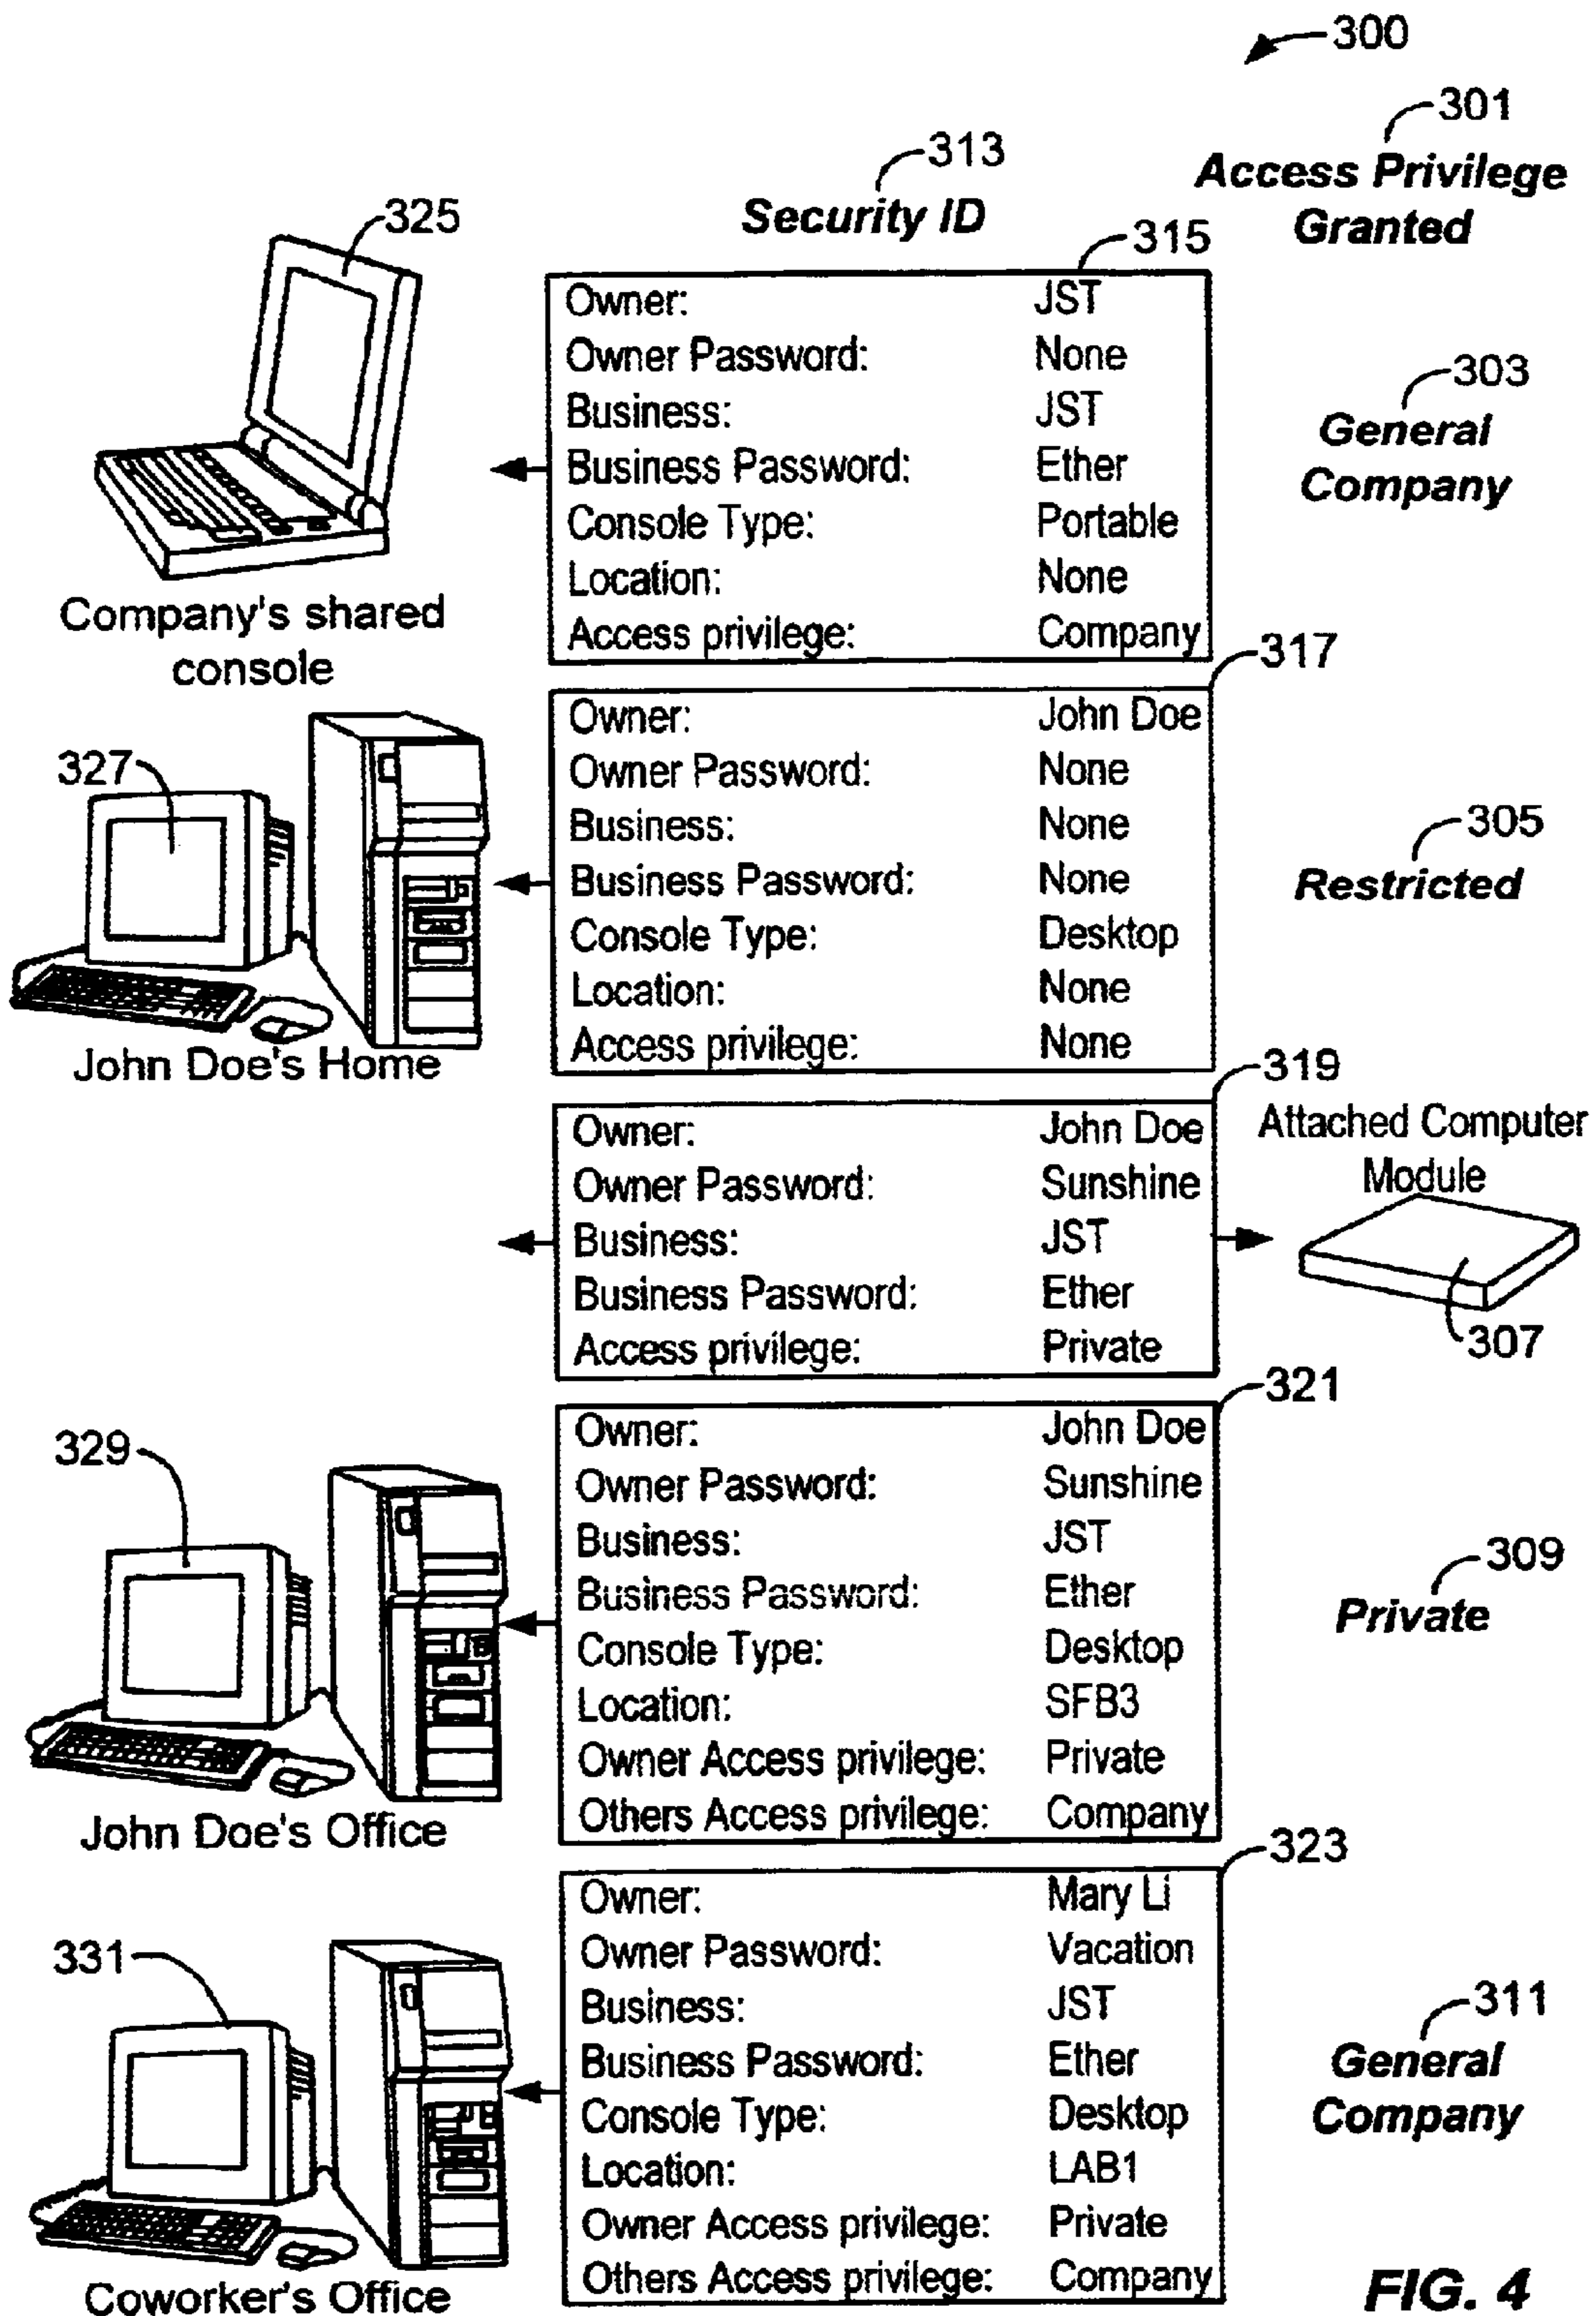 300
301
Access Privilege
Granted
313
Security ID
325
315
Owner: JST
Owner Password: None
Business: JST
Business Password: Ether
Console Type: Portable
Location: None
Access privilege: Company
303
General
Company
Company's shared
console
317
327
Owner: John Doe
Owner Password: None
Business: None
Business Password: None
Console Type: Desktop
Location: None
Access privilege: None
305
Restricted
John Doe's Home
319
Owner: John Doe
Owner Password: Sunshine
Business: JST
Business Password: Ether
Access privilege: Private
Attached Computer
Module
307
321
329
Owner: John Doe
Owner Password: Sunshine
Business: JST
Business Password: Ether
Console Type: Desktop
Location: SFB3
Owner Access privilege: Private
Others Access privilege: Company
309
Private
John Doe's Office
323
331
Owner: Mary Li
Owner Password: Vacation
Business: JST
Business Password: Ether
Console Type: Desktop
Location: LAB1
Owner Access privilege: Private
Others Access privilege: Company
311
General
Company
Coworker's Office
FIG. 4